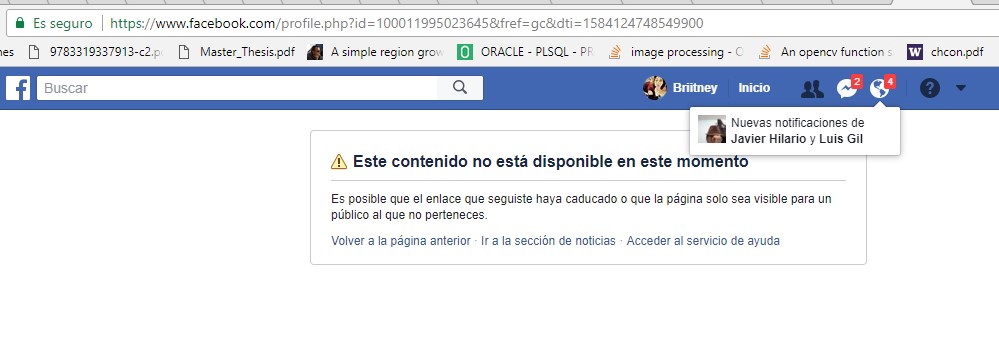 Es seguro | https://www.facebook.com/profile.php?id=100011995023645&fref=gc&dti=1584124748549900
nes 9783319337913-c2.p Master_Thesis.pdf A simple region grow ORACLE - PLSQL - PR image processing - O An opencv function s W chcon.pdf
f Buscar Briitney Inicio 2 4 ?
Nuevas notificaciones de
Javier Hilario y Luis Gil
Este contenido no está disponible en este momento
Es posible que el enlace que seguiste haya caducado o que la página solo sea visible para un
público al que no perteneces.
Volver a la página anterior · Ir a la sección de noticias · Acceder al servicio de ayuda